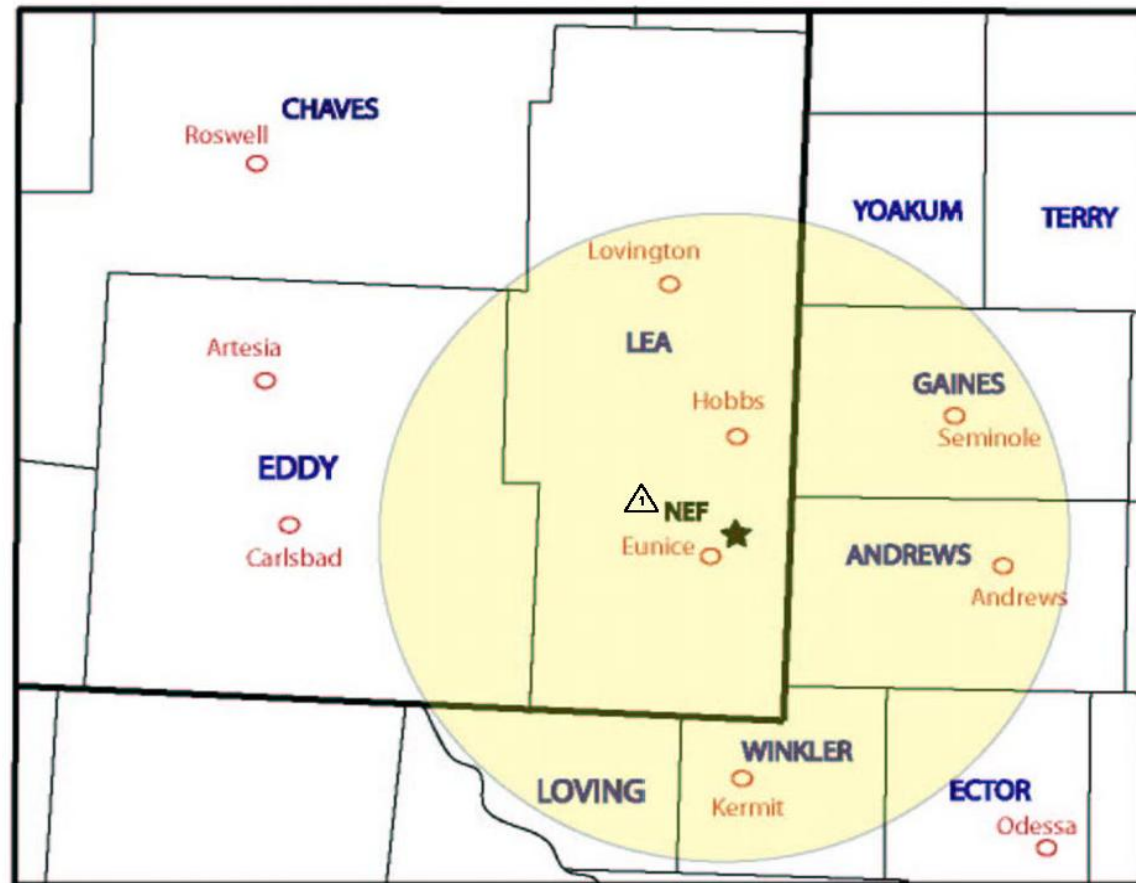 CHAVES
Roswell
YOAKUM
TERRY
Lovington
LEA
Artesia
GAINES
Hobbs
Seminole
EDDY
1
NEF
Carlsbad
Eunice
ANDREWS
Andrews
WINKLER
LOVING
Kermit
ECTOR
Odessa